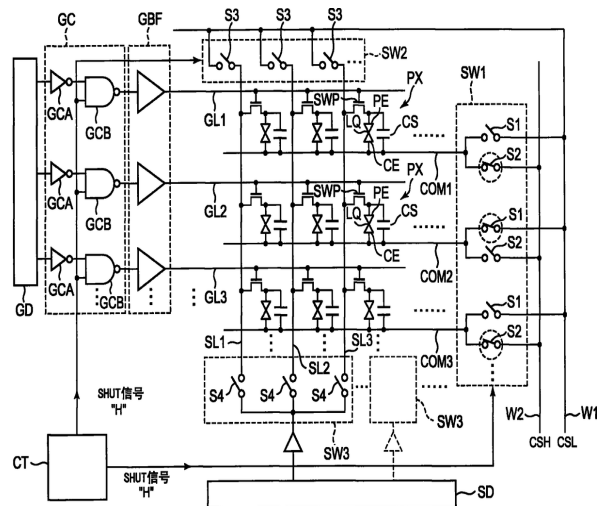 GC
GBF
S3
S3
S3
SW2
SW1
GCA
GCB
GL1
SWP
PE
PX
LQ
CS
CE
S1
S2
COM1
PX
GCA
GCB
GL2
SWP
PE
LQ
CS
CE
S1
S2
COM2
GCA
GCB
GL3
S1
S2
GD
SL1
SL2
SL3
COM3
S4
S4
S4
SW3
SW3
W2
W1
CSH
CSL
SHUT信号
"H"
CT
SHUT信号
"H"
SD